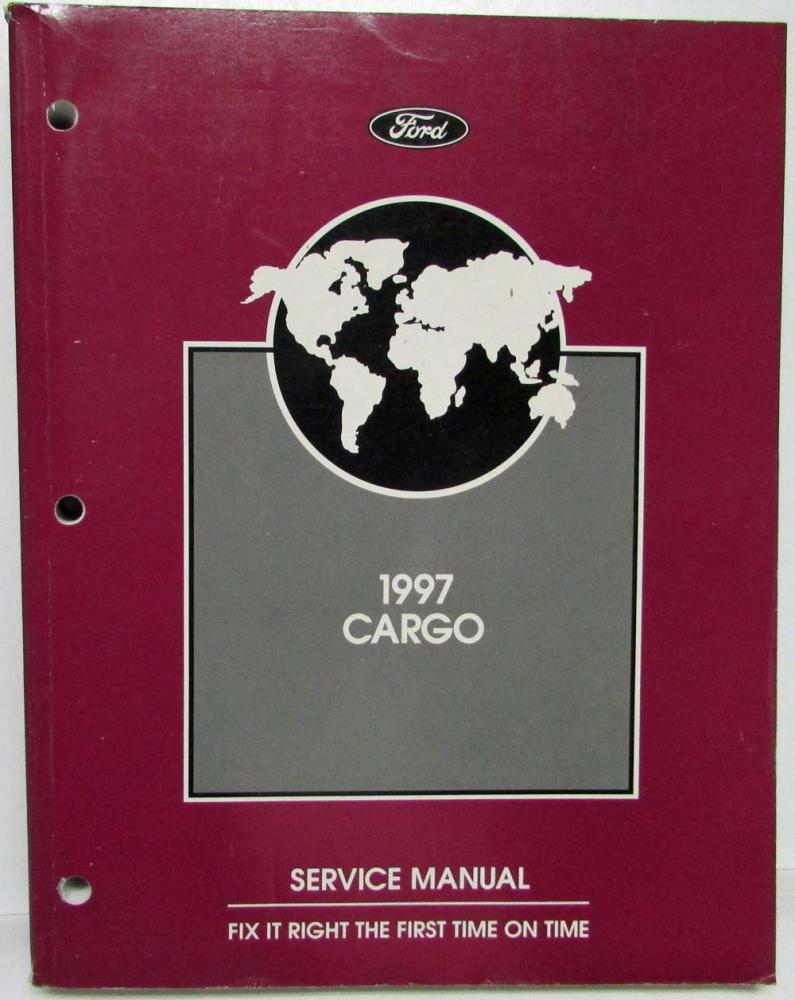 Ford
1997
CARGO
SERVICE MANUAL
FIX IT RIGHT THE FIRST TIME ON TIME